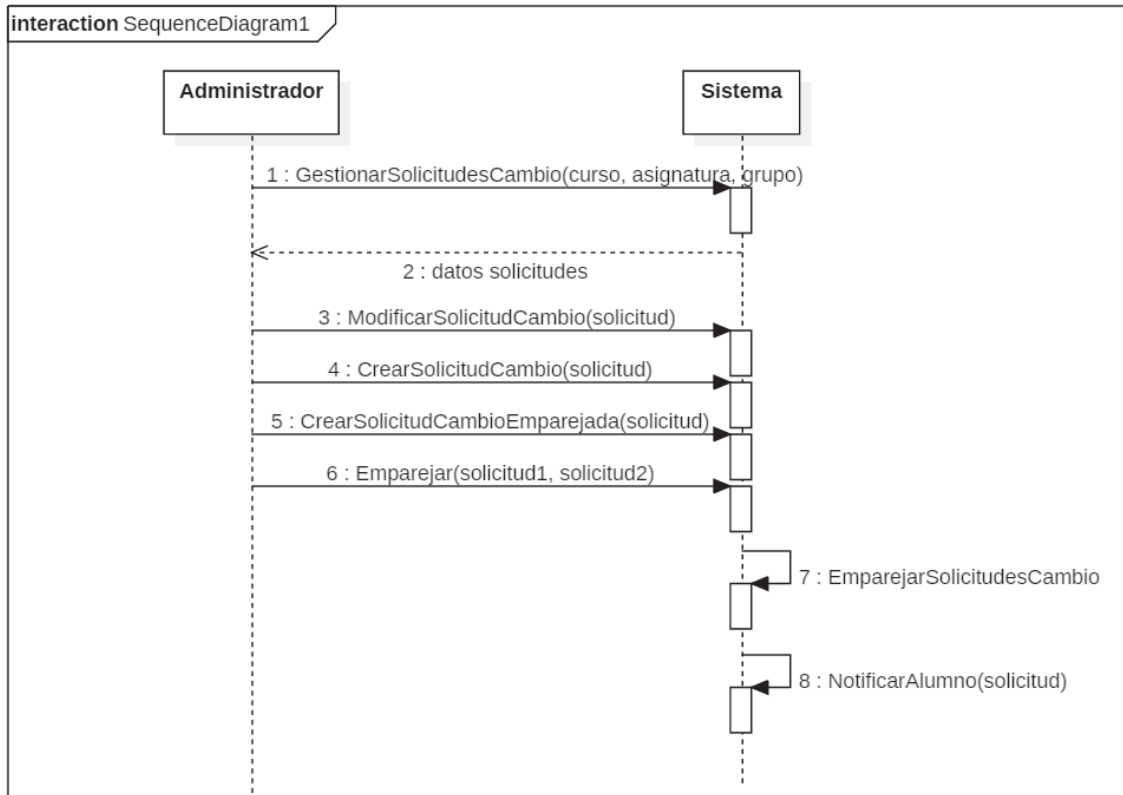 interaction SequenceDiagram1
Administrador
Sistema
1 : GestionarSolicitudesCambio(curso, asignatura, grupo)
2 : datos solicitudes
3 : ModificarSolicitudCambio(solicitud)
4 : CrearSolicitudCambio(solicitud)
5 : CrearSolicitudCambioEmparejada(solicitud)
6 : Emparejar(solicitud1, solicitud2)
7 : EmparejarSolicitudesCambio
8 : NotificarAlumno(solicitud)